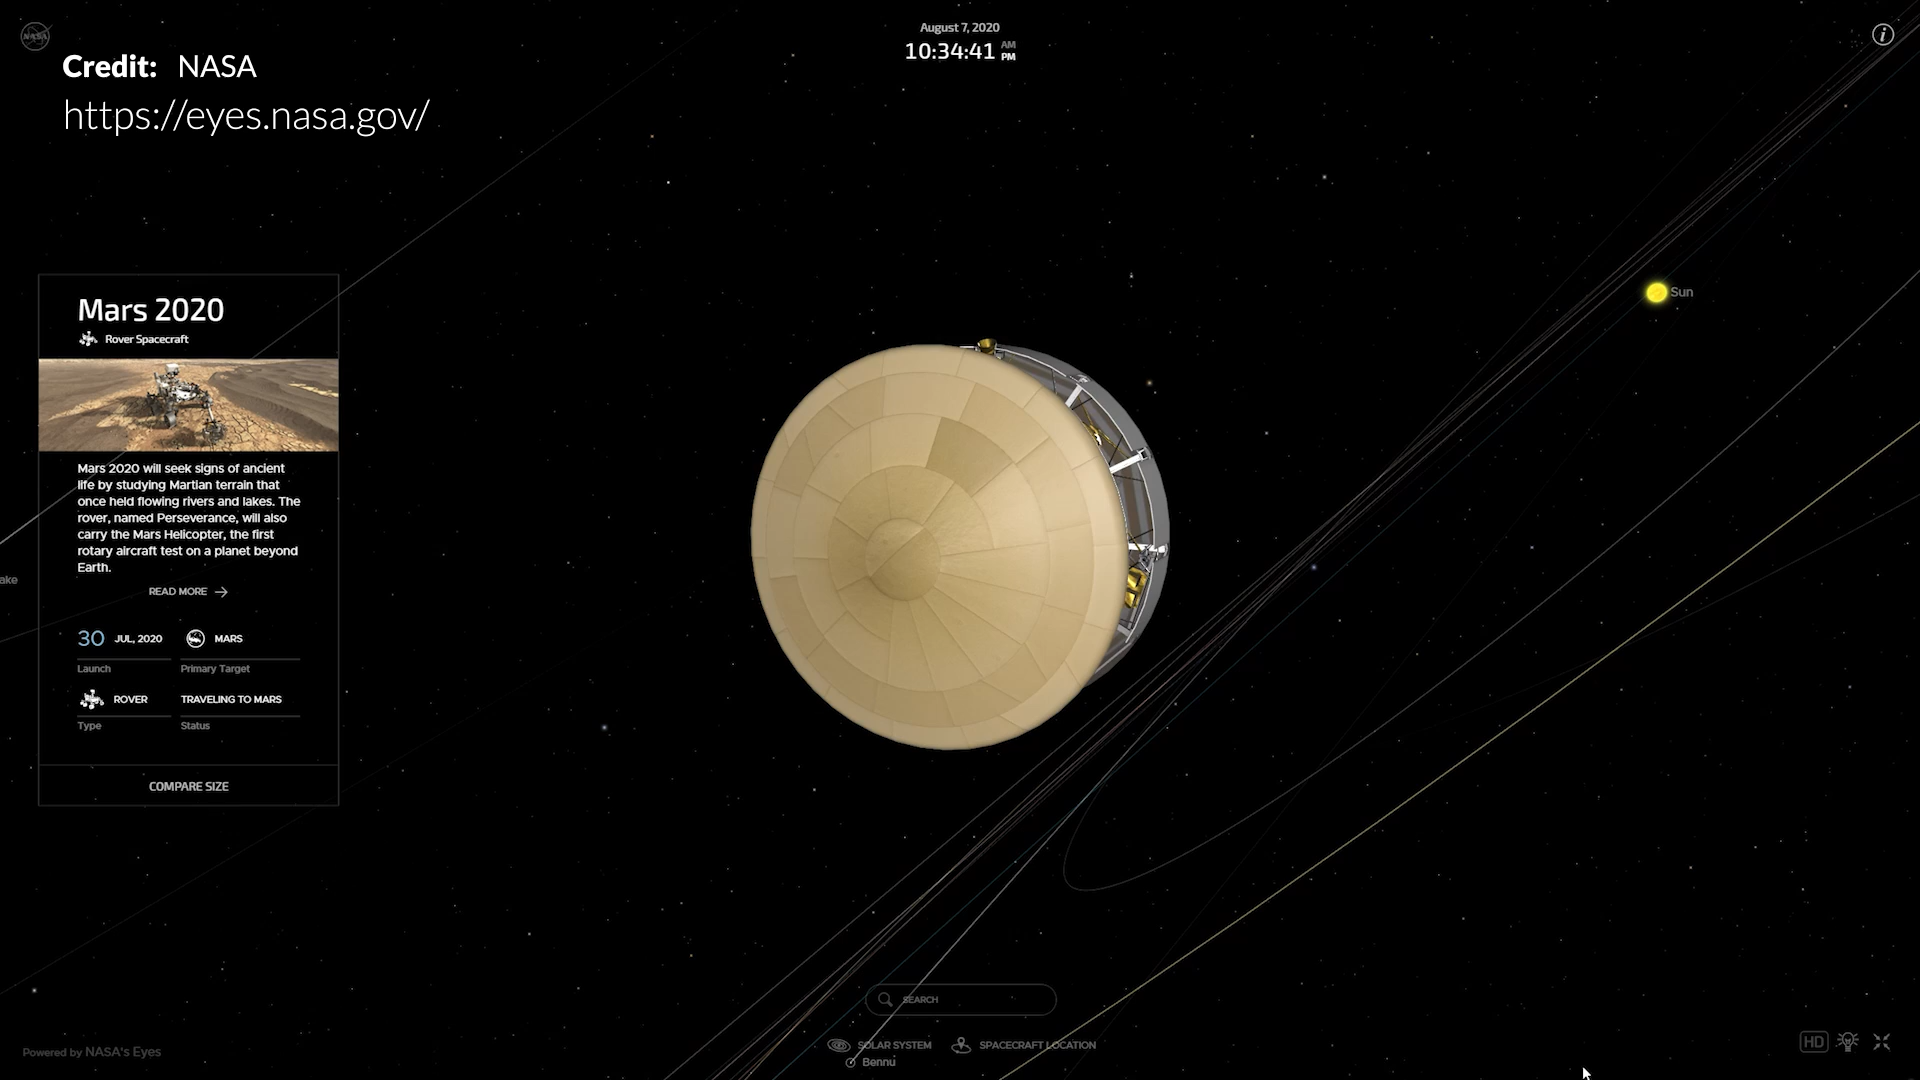 August 7, 2020
10:34:41 AM PM
NASA
Credit: NASA
https://eyes.nasa.gov/
Sun
Mars 2020
Rover Spacecraft
Mars 2020 will seek signs of ancient
life by studying Martian terrain that
once held flowing rivers and lakes. The
rover, named Perseverance, will also
carry the Mars Helicopter, the first
rotary aircraft test on a planet beyond
Earth.
ake
READ MORE
30 JUL, 2020 MARS
Launch Primary Target
ROVER TRAVELING TO MARS
Type Status
COMPARE SIZE
SEARCH
SOLAR SYSTEM SPACECRAFT LOCATION
Bennu
Powered by NASA's Eyes
HD